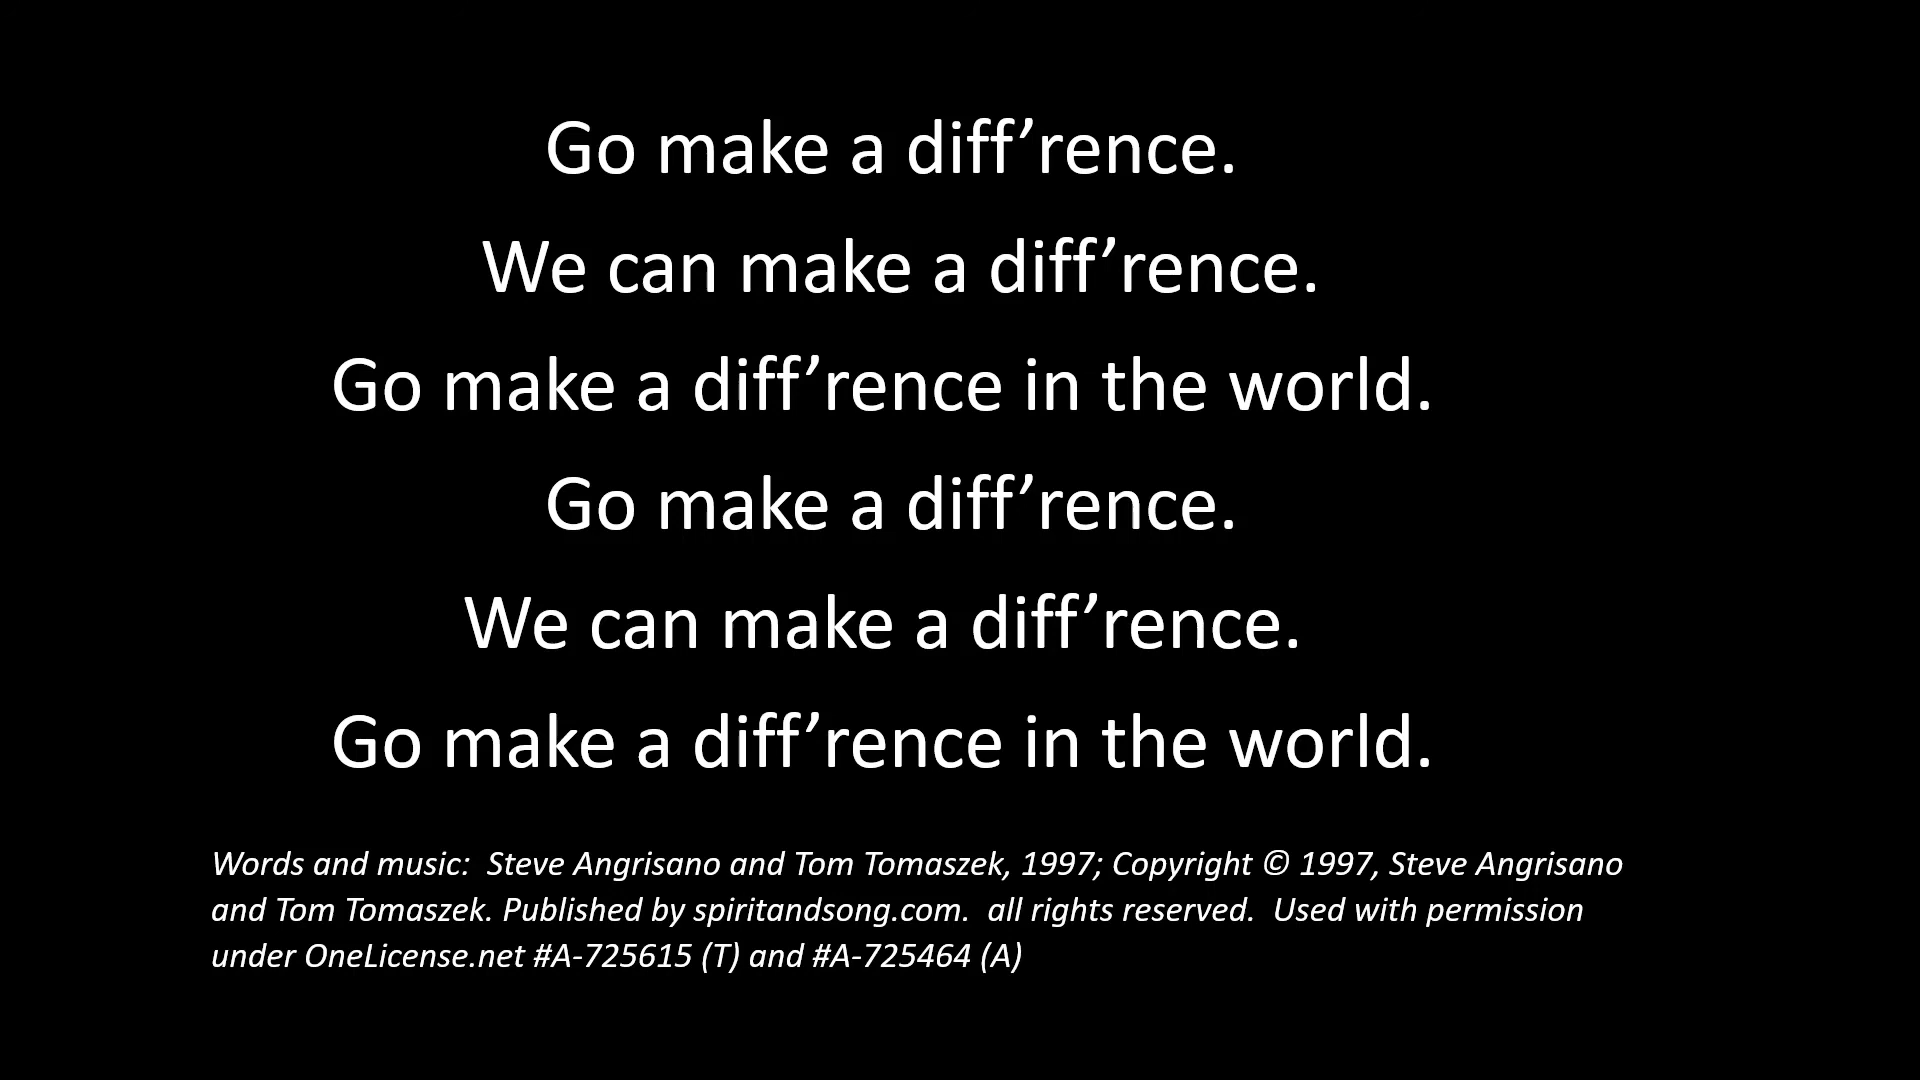 Go make a diff’rence.
We can make a diff’rence.
Go make a diff’rence in the world.
Go make a diff’rence.
We can make a diff’rence.
Go make a diff’rence in the world.
Words and music:  Steve Angrisano and Tom Tomaszek, 1997; Copyright © 1997, Steve Angrisano
and Tom Tomaszek. Published by spiritandsong.com.  all rights reserved.  Used with permission
under OneLicense.net #A-725615 (T) and #A-725464 (A)